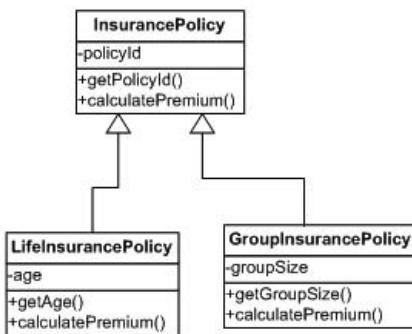 InsurancePolicy
-policyId
+getPolicyId()
+calculatePremium()
LifeInsurancePolicy
-age
+getAge()
+calculatePremium()
GroupInsurancePolicy
-groupSize
+getGroupSize()
+calculatePremium()